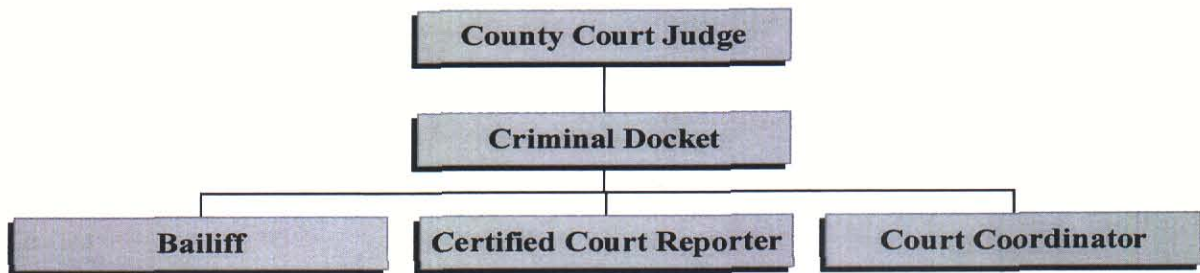 County Court Judge
Criminal Docket
Bailiff
Certified Court Reporter
Court Coordinator